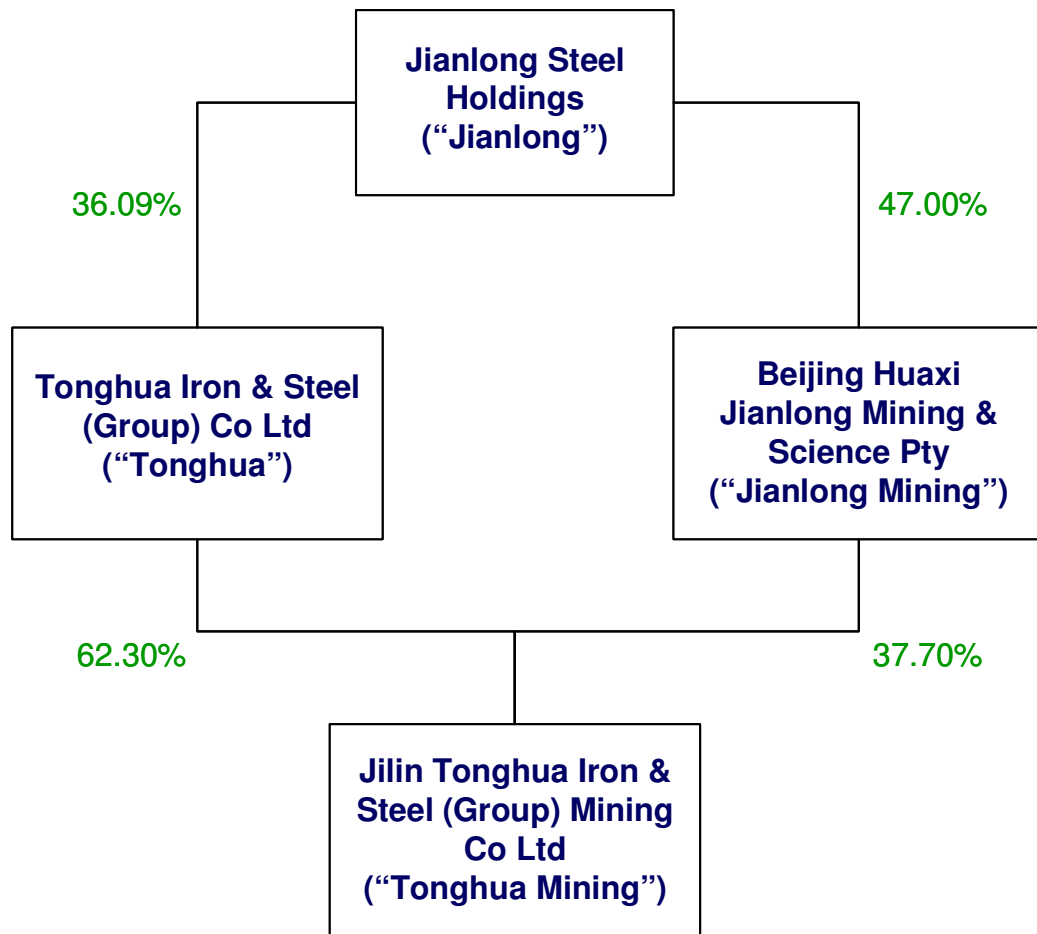 Jianlong Steel
Holdings
(“Jianlong”)
36.09%
47.00%
Tonghua Iron & Steel
(Group) Co Ltd
(“Tonghua”)
Beijing Huaxi
Jianlong Mining &
Science Pty
(“Jianlong Mining”)
62.30%
37.70%
Jilin Tonghua Iron &
Steel (Group) Mining
Co Ltd
(“Tonghua Mining”)